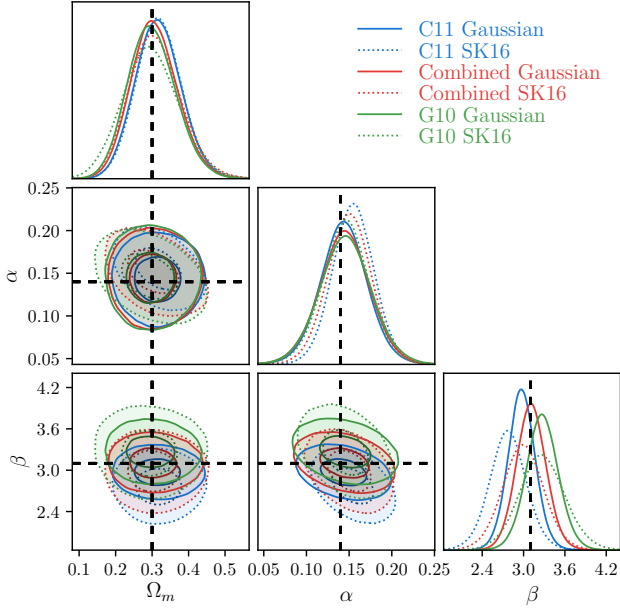 C11 Gaussian
C11 SK16
Combined Gaussian
Combined SK16
G10 Gaussian
G10 SK16
0.25
0.20
α
0.15
0.10
0.05
4.2
3.6
β
3.0
2.4
0.1 0.2 0.3 0.4 0.5
0.05 0.10 0.15 0.20 0.25
2.4 3.0 3.6 4.2
Ωm α β